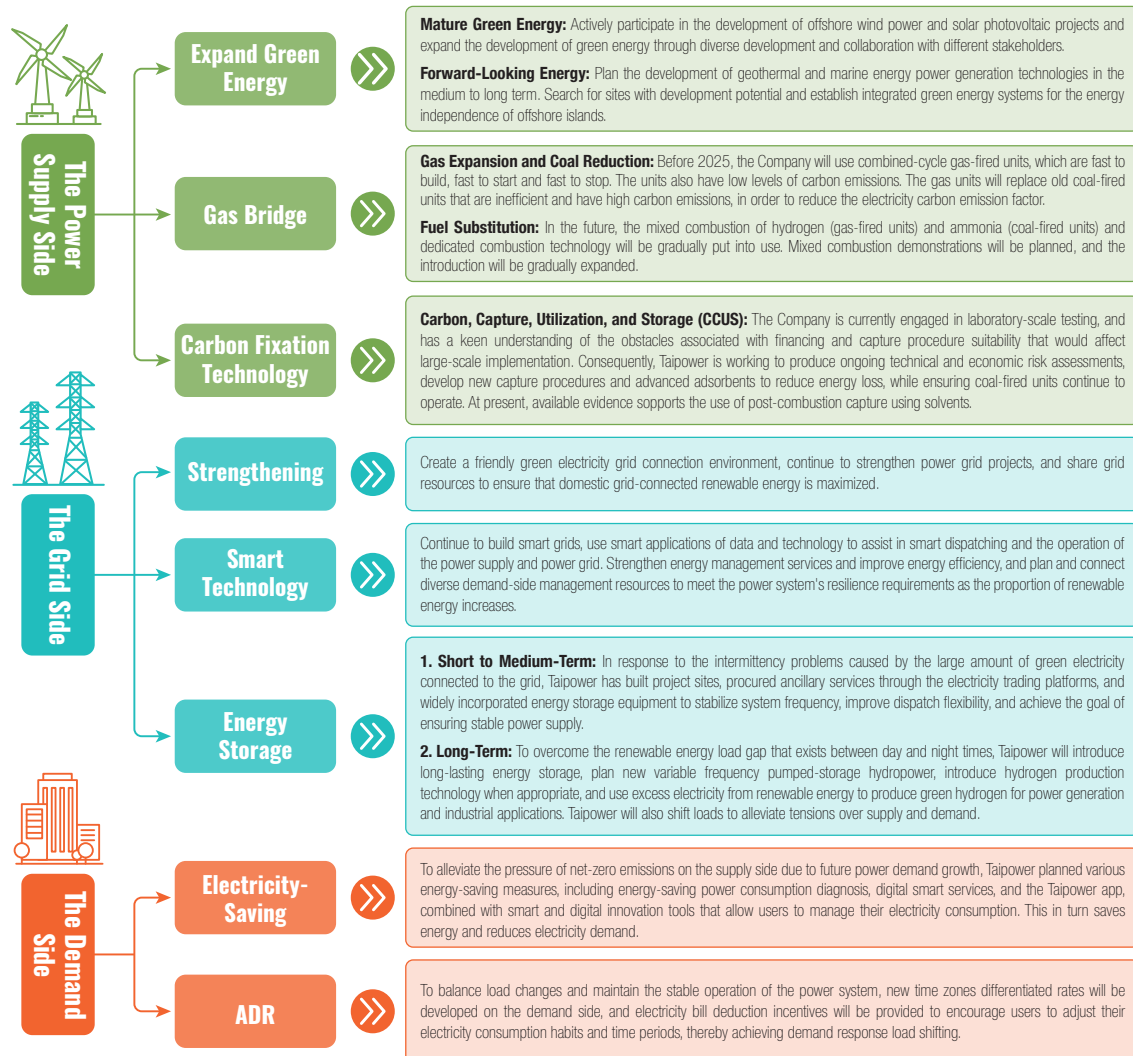 The Power
Supply Side
Expand Green
Energy
Mature Green Energy: Actively participate in the development of offshore wind power and solar photovoltaic projects and
expand the development of green energy through diverse development and collaboration with different stakeholders.
Forward-Looking Energy: Plan the development of geothermal and marine energy power generation technologies in the
medium to long term. Search for sites with development potential and establish integrated green energy systems for the energy
independence of offshore islands.
Gas Bridge
Gas Expansion and Coal Reduction: Before 2025, the Company will use combined-cycle gas-fired units, which are fast to
build, fast to start and fast to stop. The units also have low levels of carbon emissions. The gas units will replace old coal-fired
units that are inefficient and have high carbon emissions, in order to reduce the electricity carbon emission factor.
Fuel Substitution: In the future, the mixed combustion of hydrogen (gas-fired units) and ammonia (coal-fired units) and
dedicated combustion technology will be gradually put into use. Mixed combustion demonstrations will be planned, and the
introduction will be gradually expanded.
Carbon Fixation
Technology
Carbon, Capture, Utilization, and Storage (CCUS): The Company is currently engaged in laboratory-scale testing, and
has a keen understanding of the obstacles associated with financing and capture procedure suitability that would affect
large-scale implementation. Consequently, Taipower is working to produce ongoing technical and economic risk assessments,
develop new capture procedures and advanced adsorbents to reduce energy loss, while ensuring coal-fired units continue to
operate. At present, available evidence supports the use of post-combustion capture using solvents.
The Grid Side
Strengthening
Create a friendly green electricity grid connection environment, continue to strengthen power grid projects, and share grid
resources to ensure that domestic grid-connected renewable energy is maximized.
Smart
Technology
Continue to build smart grids, use smart applications of data and technology to assist in smart dispatching and the operation of
the power supply and power grid. Strengthen energy management services and improve energy efficiency, and plan and connect
diverse demand-side management resources to meet the power system's resilience requirements as the proportion of renewable
energy increases.
Energy
Storage
1. Short to Medium-Term: In response to the intermittency problems caused by the large amount of green electricity
connected to the grid, Taipower has built project sites, procured ancillary services through the electricity trading platforms, and
widely incorporated energy storage equipment to stabilize system frequency, improve dispatch flexibility, and achieve the goal of
ensuring stable power supply.
2. Long-Term: To overcome the renewable energy load gap that exists between day and night times, Taipower will introduce
long-lasting energy storage, plan new variable frequency pumped-storage hydropower, introduce hydrogen production
technology when appropriate, and use excess electricity from renewable energy to produce green hydrogen for power generation
and industrial applications. Taipower will also shift loads to alleviate tensions over supply and demand.
The Demand
Side
Electricity-
Saving
To alleviate the pressure of net-zero emissions on the supply side due to future power demand growth, Taipower planned various
energy-saving measures, including energy-saving power consumption diagnosis, digital smart services, and the Taipower app,
combined with smart and digital innovation tools that allow users to manage their electricity consumption. This in turn saves
energy and reduces electricity demand.
ADR
To balance load changes and maintain the stable operation of the power system, new time zones differentiated rates will be
developed on the demand side, and electricity bill deduction incentives will be provided to encourage users to adjust their
electricity consumption habits and time periods, thereby achieving demand response load shifting.